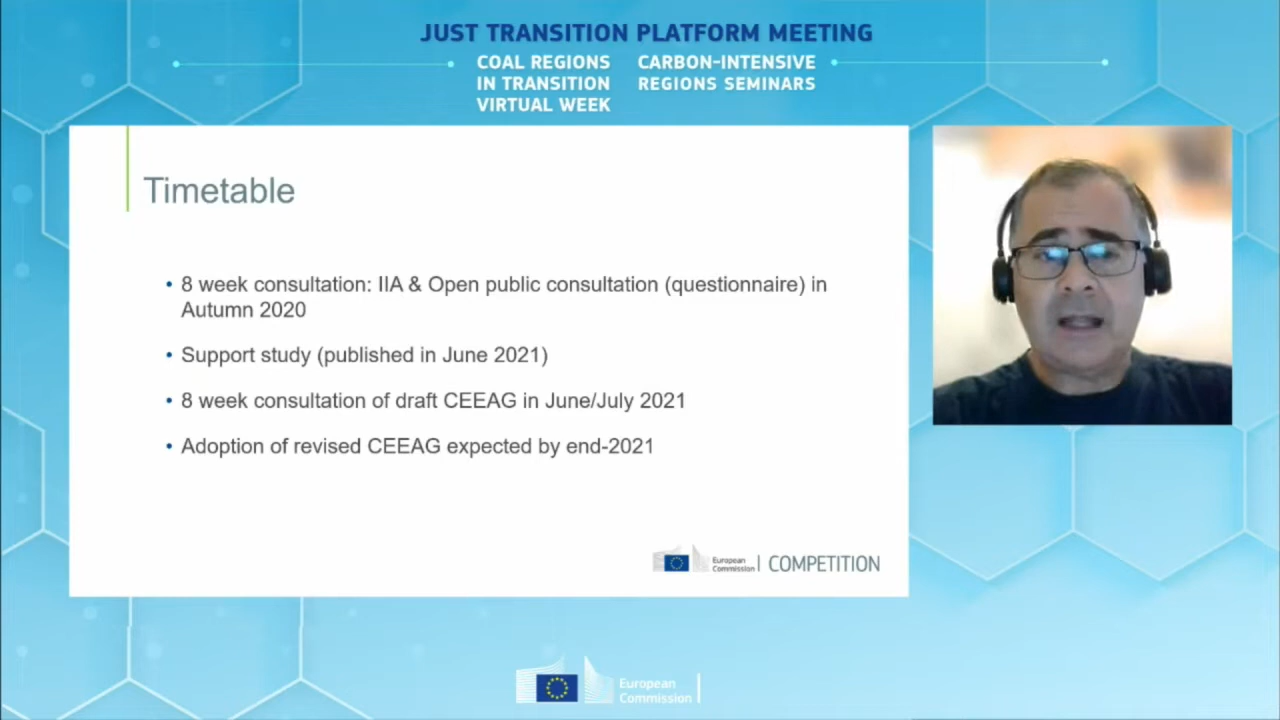 JUST TRANSITION PLATFORM MEETING
COAL REGIONS
IN TRANSITION
VIRTUAL WEEK
CARBON-INTENSIVE
REGIONS SEMINARS
Timetable
• 8 week consultation: IIA & Open public consultation (questionnaire) in
Autumn 2020
• Support study (published in June 2021)
• 8 week consultation of draft CEEAG in June/July 2021
• Adoption of revised CEEAG expected by end-2021
European
Commission
COMPETITION
European
Commission